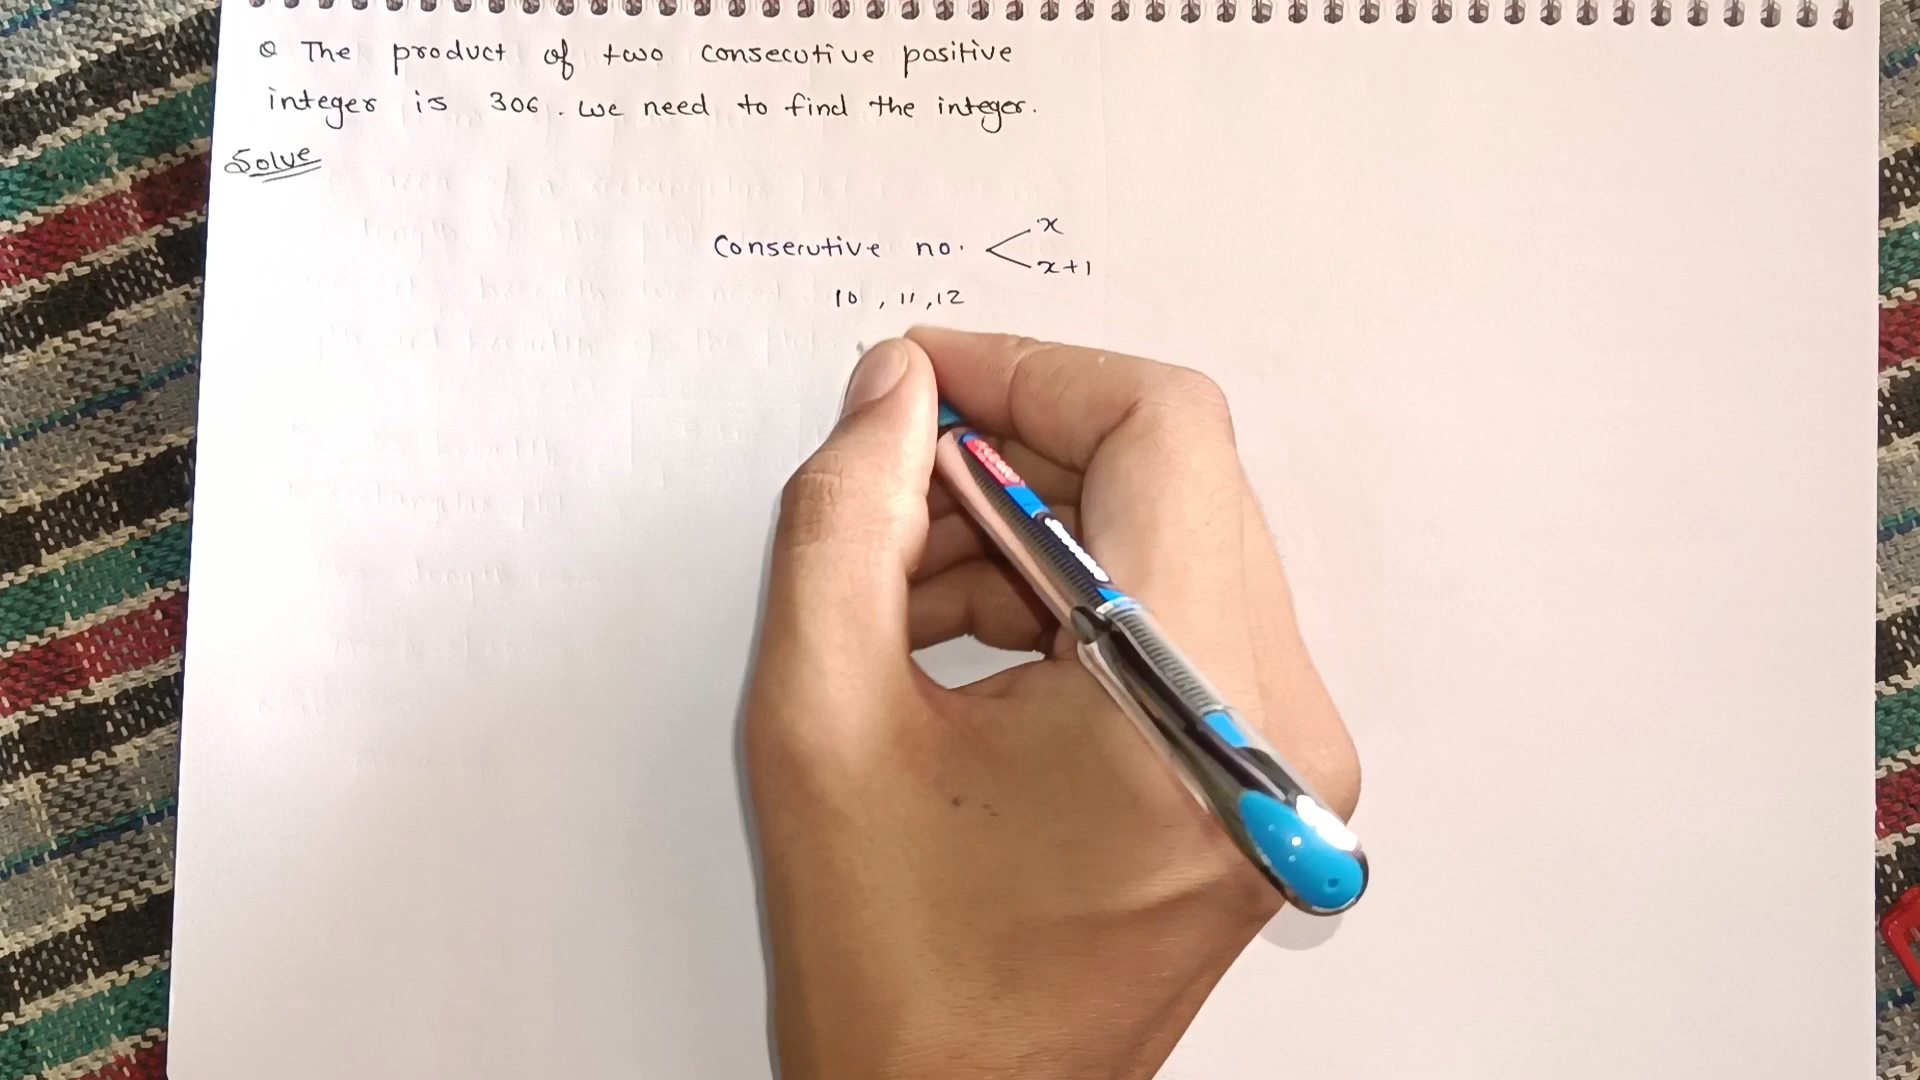 Q The product of two consecutive positive
integer is 306. we need to find the integer.
Solve
Consecutive no. x
x+1
10, 11, 12